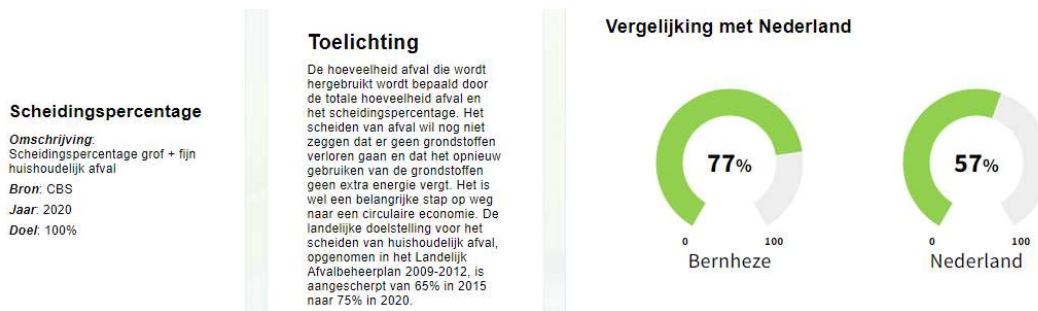 Scheidingspercentage
Omschrijving:
Scheidingspercentage grof + fijn
huishoudelijk afval
Bron: CBS
Jaar: 2020
Doel: 100%
Toelichting
De hoeveelheid afval die wordt
hergebruikt wordt bepaald door
de totale hoeveelheid afval en
het scheidingspercentage. Het
scheiden van afval wil nog niet
zeggen dat er geen grondstoffen
verloren gaan en dat het opnieuw
gebruiken van de grondstoffen
geen extra energie vergt. Het is
wel een belangrijke stap op weg
naar een circulaire economie. De
landelijke doelstelling voor het
scheiden van huishoudelijk afval,
opgenomen in het Landelijk
Afvalbeheerplan 2009-2012, is
aangescherpt van 65% in 2015
naar 75% in 2020.
Vergelijking met Nederland
77%
0 100
Bernheze
57%
0 100
Nederland